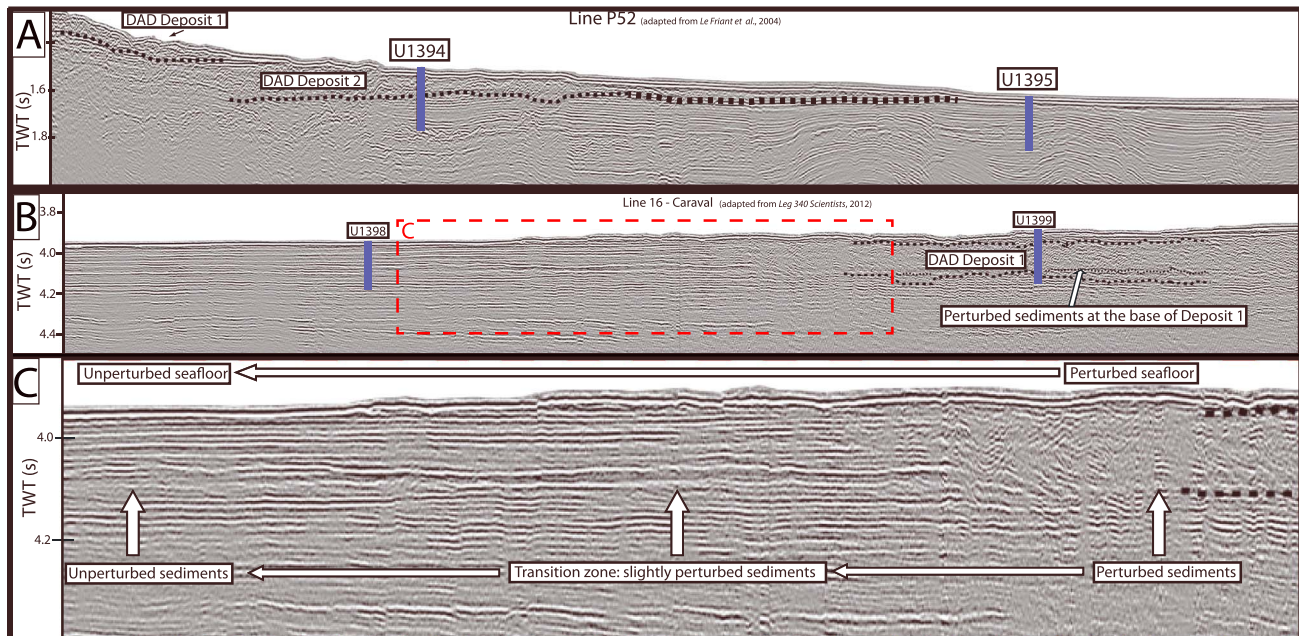 A
DAD Deposit 1
Line P52 (adapted from Le Friant et al., 2004)
U1394
DAD Deposit 2
U1395
TWT (s)
1.6
1.8
B
Line 16 - Caraval (adapted from Leg 340 Scientists, 2012)
3.8
U1398
C
U1399
4.0
DAD Deposit 1
TWT (s)
4.2
Perturbed sediments at the base of Deposit 1
4.4
C
Unperturbed seafloor
Perturbed seafloor
4.0
TWT (s)
4.2
Unperturbed sediments
Transition zone: slightly perturbed sediments
Perturbed sediments